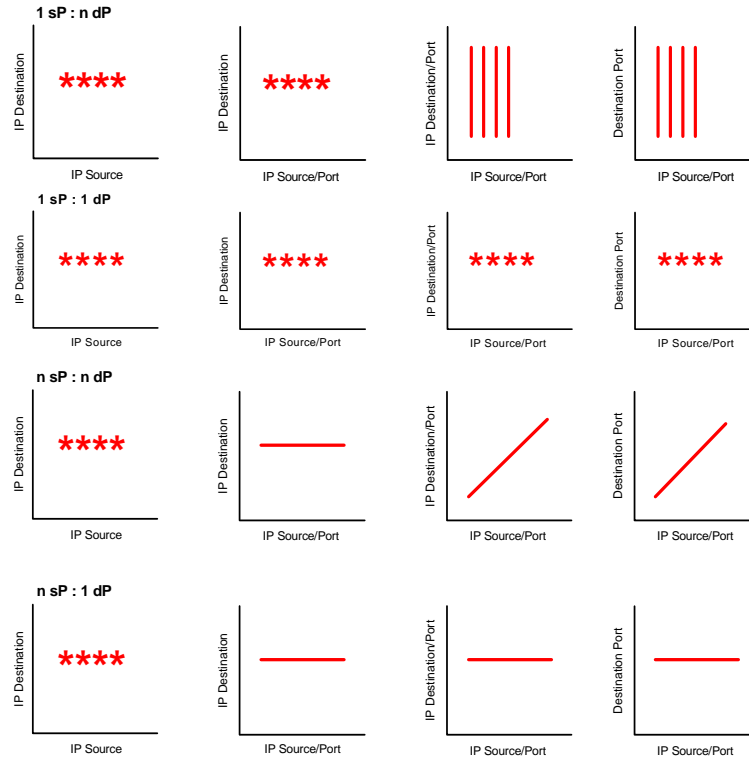 1 sP : n dP
IP Destination
****
IP Source
IP Destination
****
IP Source/Port
IP Destination/Port
IP Source/Port
Destination Port
IP Source/Port
1 sP : 1 dP
IP Destination
****
IP Source
IP Destination
****
IP Source/Port
IP Destination/Port
****
IP Source/Port
Destination Port
****
IP Source/Port
n sP : n dP
IP Destination
****
IP Source
IP Destination
IP Source/Port
IP Destination/Port
IP Source/Port
Destination Port
IP Source/Port
n sP : 1 dP
IP Destination
****
IP Source
IP Destination
IP Source/Port
IP Destination/Port
IP Source/Port
Destination Port
IP Source/Port